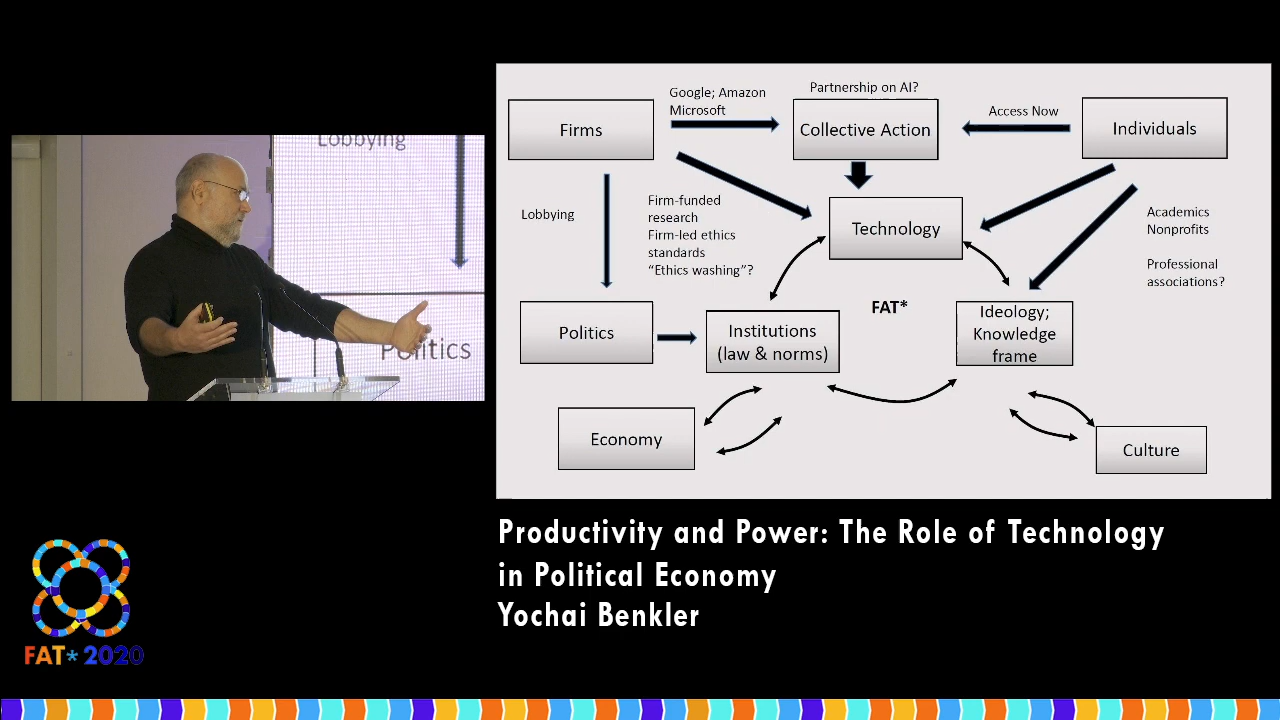 Lobbying
Politics
Google; Amazon
Microsoft
Partnership on AI?
Access Now
Firms
Collective Action
Individuals
Lobbying
Firm-funded
research
Firm-led ethics
standards
“Ethics washing”?
Technology
Academics
Nonprofits
Professional
associations?
FAT*
Politics
Institutions
(law & norms)
Ideology;
Knowledge
frame
Economy
Culture
Productivity and Power: The Role of Technology
in Political Economy
Yochai Benkler
FAT* 2020